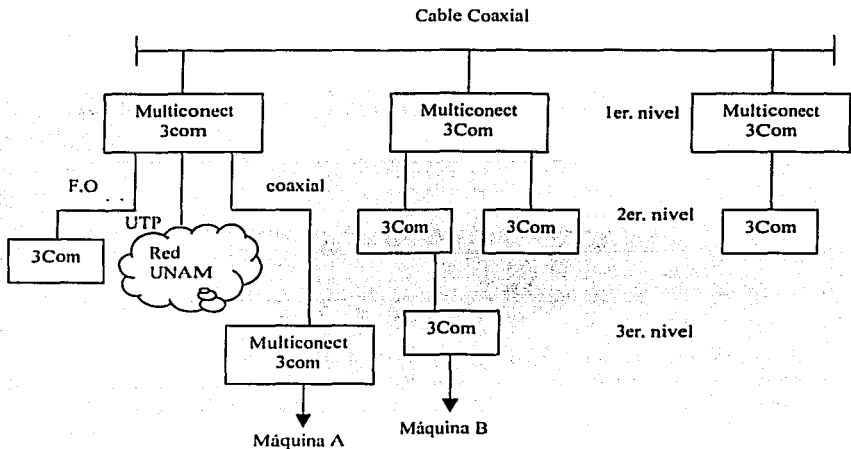 Cable Coaxial
Multiconect
3com
Multiconect
3Com
1er. nivel
Multiconect
3Com
F.O
coaxial
UTP
3Com
Red
UNAM
3Com
3Com
2er. nivel
3Com
Multiconect
3com
3Com
3er. nivel
Máquina A
Máquina B